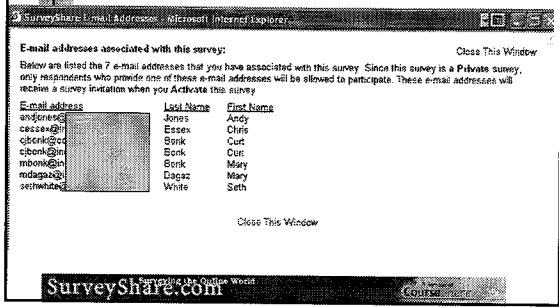 SurveyShare E-mail Addresses - Microsoft Internet Explorer
E-mail addresses associated with this survey:
Close This Window
Below are listed the 7 e-mail addresses that you have associated with this survey. Since this survey is a Private survey,
only respondents who provide one of these e-mail addresses will be allowed to participate. These e-mail addresses will
receive a survey invitation when you Activate this survey
E-mail address Last Name First Name
andjones@ Jones Andy
cessex@in Essex Chris
cjbonk@ Bonk Curt
cjbonk@in Bonk Curt
mbonk@in Bonk Mary
mdagaz@i Dagaz Mary
sethwhite@ White Seth
Close This Window
Surveying the Online World
SurveyShare.com
Course